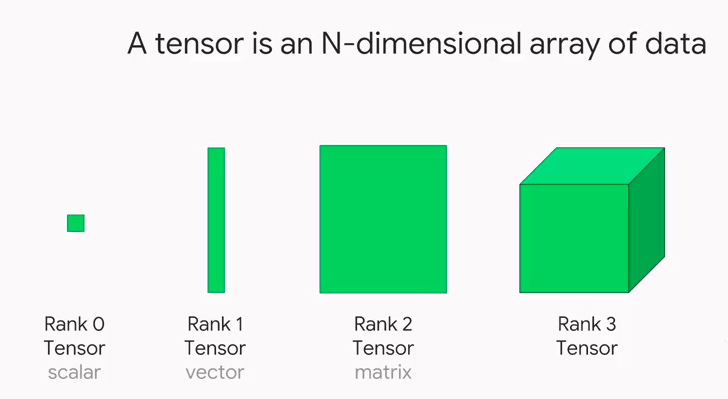 A tensor is an N-dimensional array of data
Rank 0
Tensor
scalar
Rank 1
Tensor
vector
Rank 2
Tensor
matrix
Rank 3
Tensor